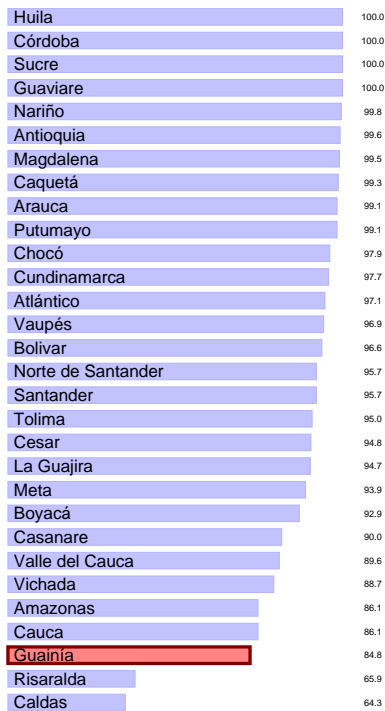 Huila 100.0
Córdoba 100.0
Sucre 100.0
Guaviare 100.0
Nariño 99.8
Antioquia 99.6
Magdalena 99.5
Caquetá 99.3
Arauca 99.1
Putumayo 99.1
Chocó 97.9
Cundinamarca 97.7
Atlántico 97.1
Vaupés 96.9
Bolivar 96.6
Norte de Santander 95.7
Santander 95.7
Tolima 95.0
Cesar 94.8
La Guajira 94.7
Meta 93.9
Boyacá 92.9
Casanare 90.0
Valle del Cauca 89.6
Vichada 88.7
Amazonas 86.1
Cauca 86.1
Guainía 84.8
Risaralda 65.9
Caldas 64.3